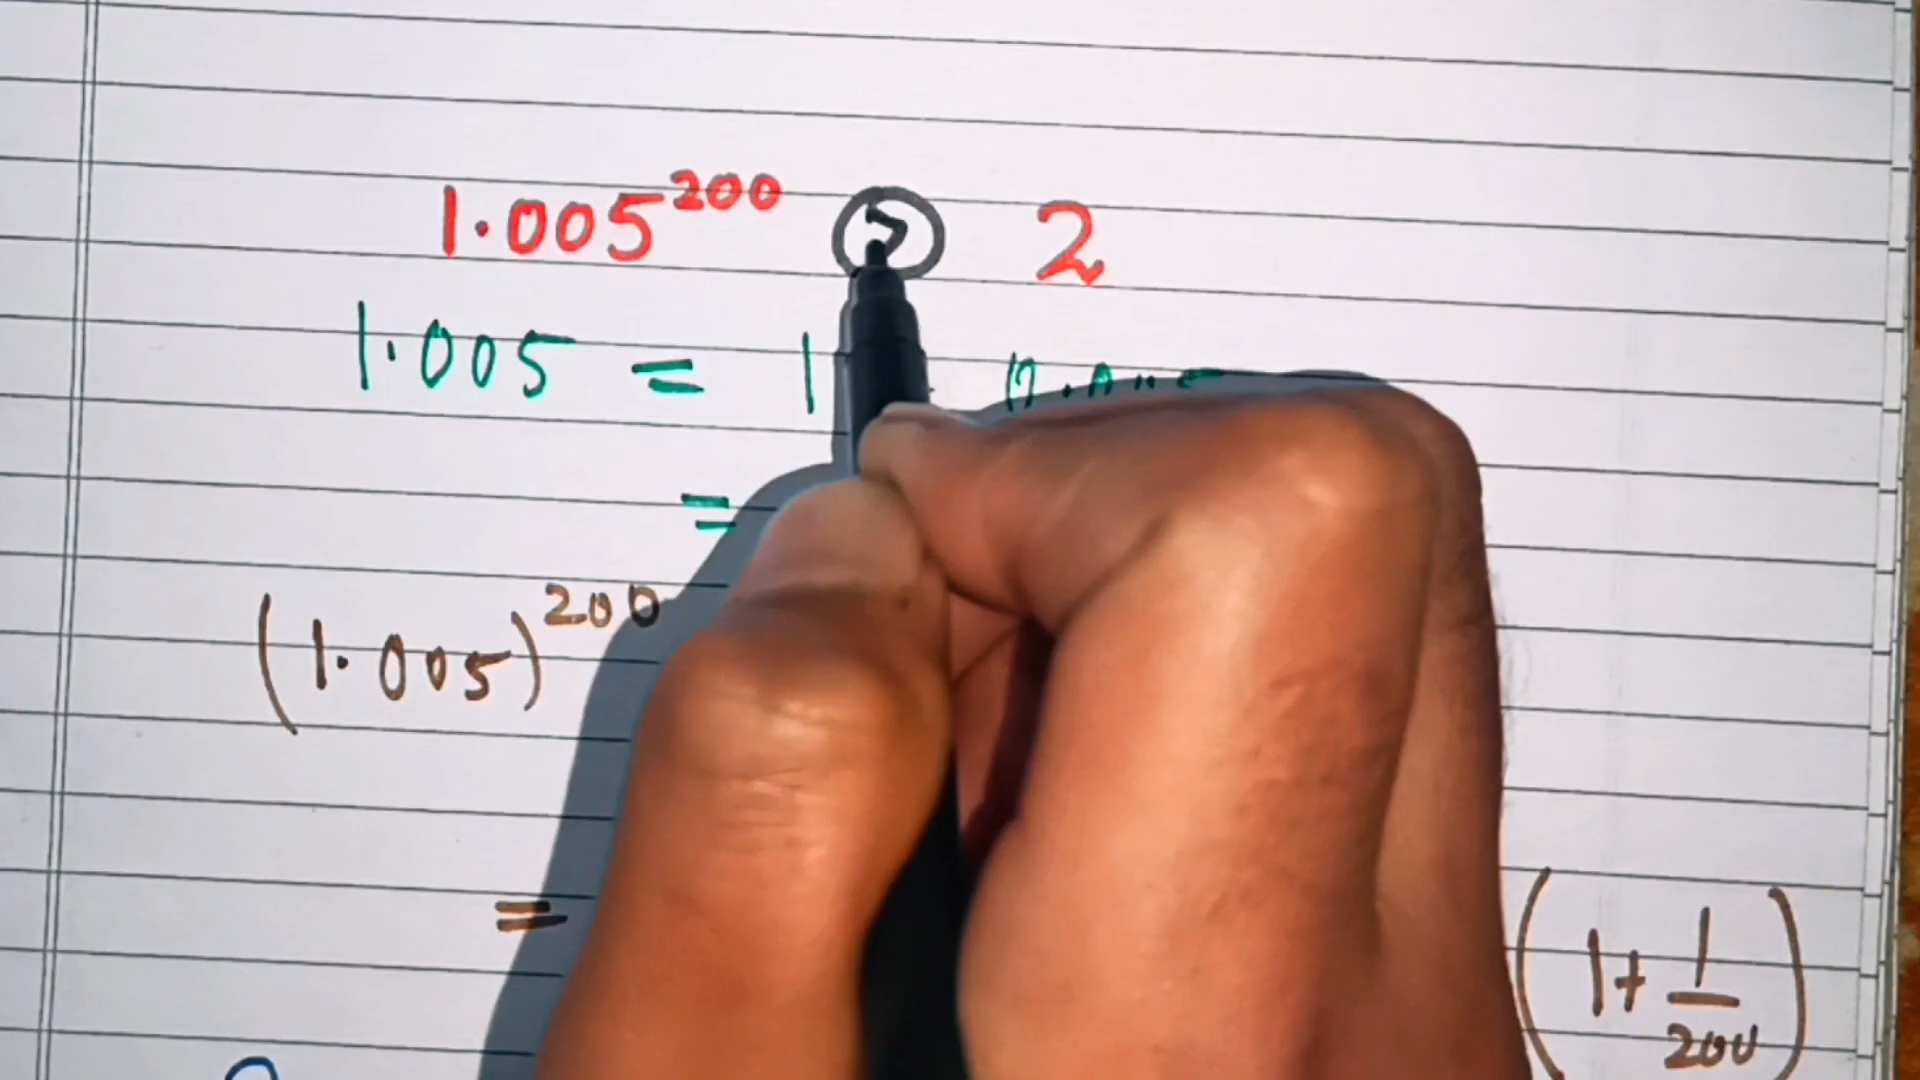 1.005^200 > 2
1.005 = 1
=
(1.005)^200
= (1 + 1/200)